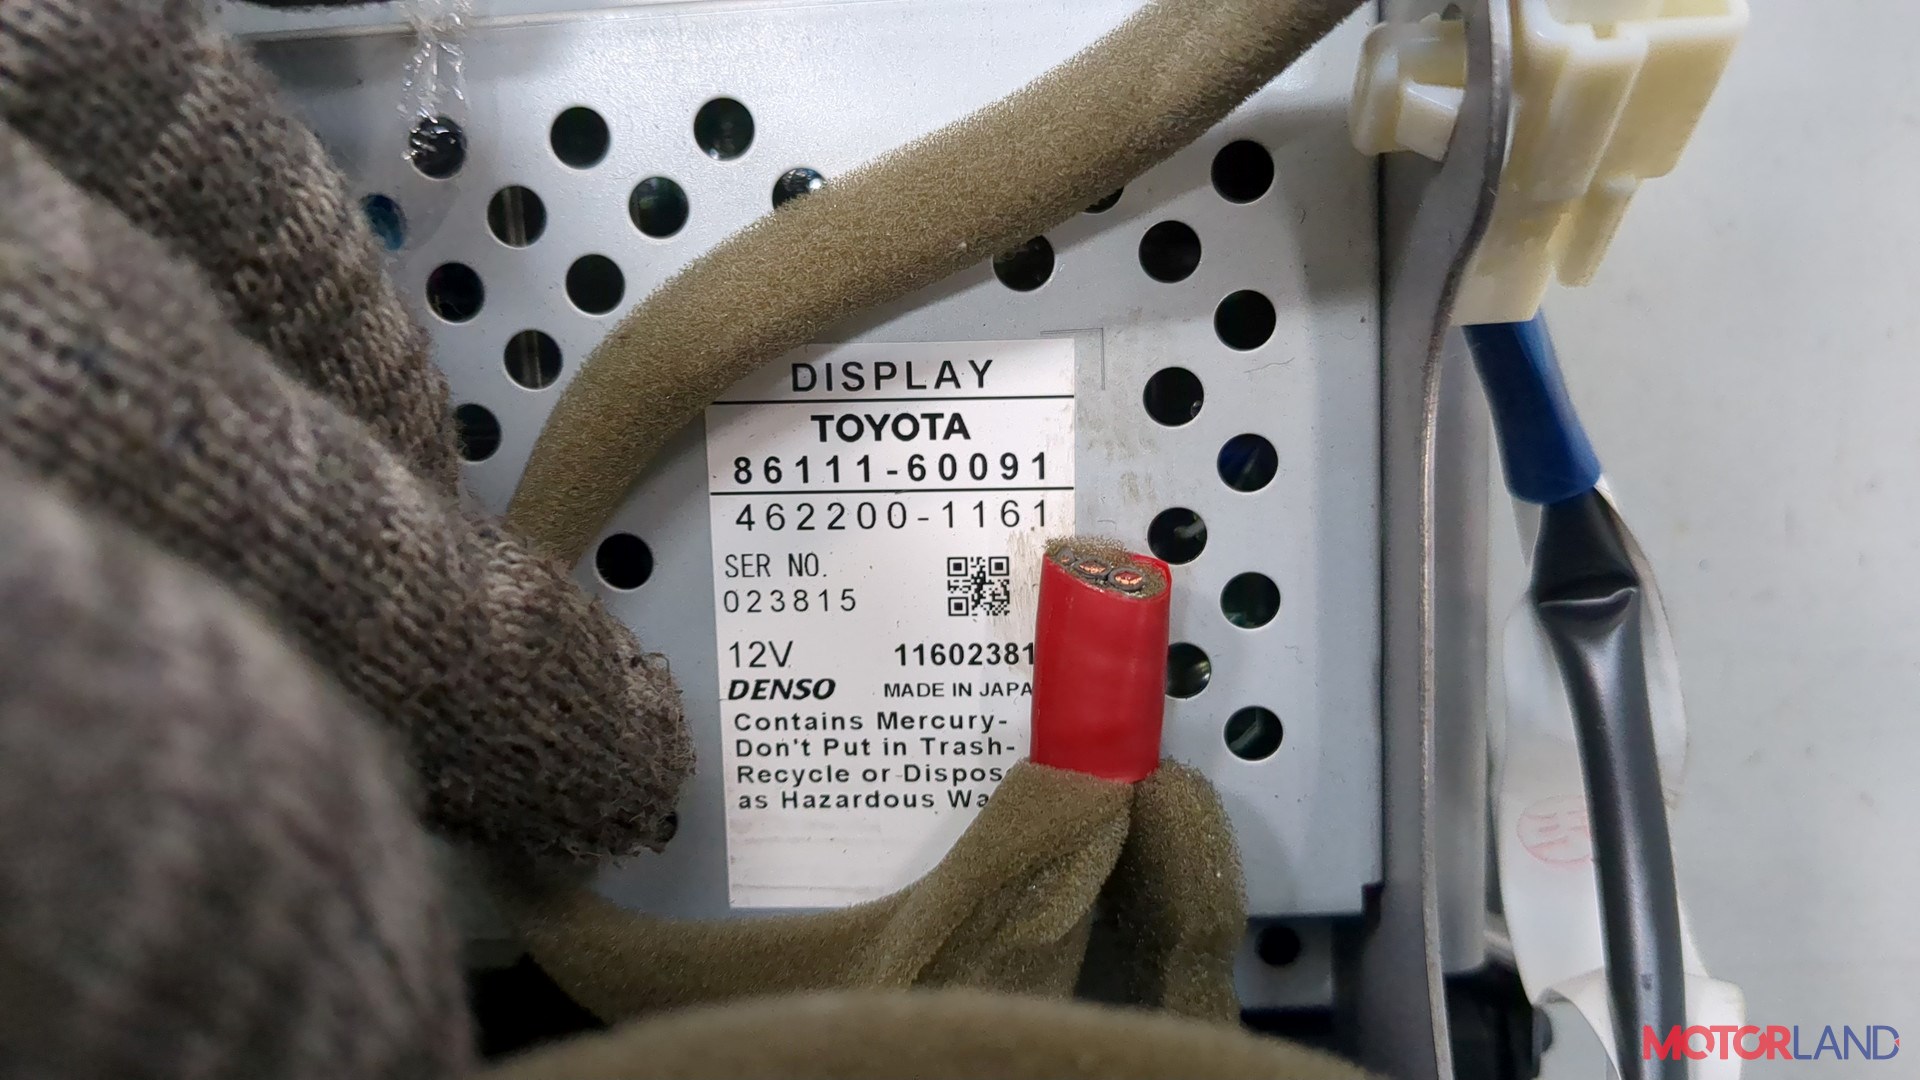 DISPLAY
TOYOTA
86111-60091
462200-1161
SER NO.
023815
12V 11602381
DENSO MADE IN JAPA
Contains Mercury-
Don't Put in Trash-
Recycle or Dispos
as Hazardous Wa
MOTORLAND